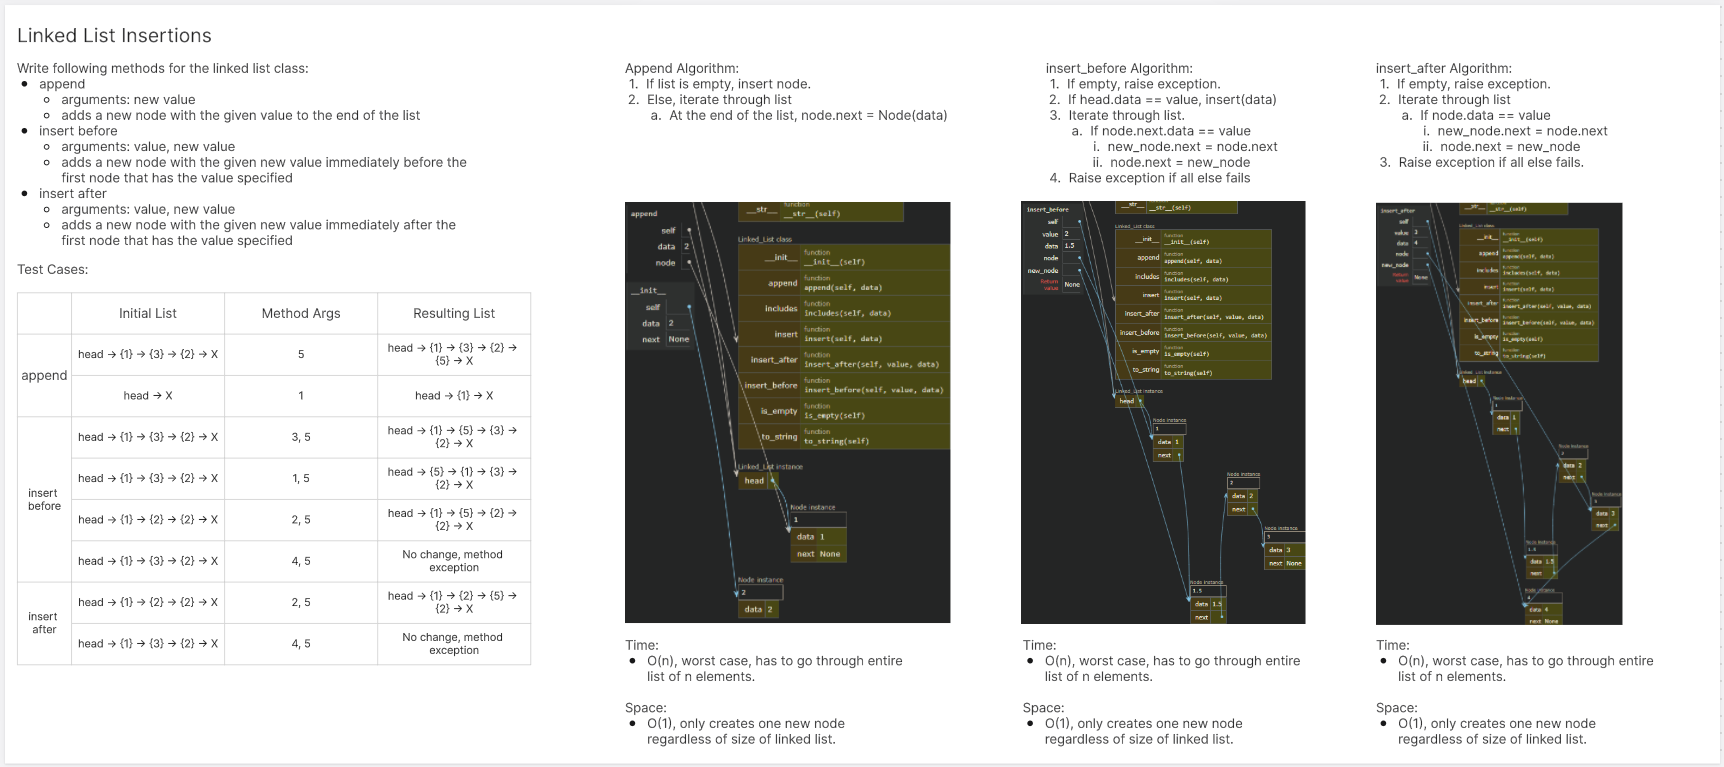 Linked List Insertions
Write following methods for the linked list class:
● append
○ arguments: new value
○ adds a new node with the given value to the end of the list
● insert before
○ arguments: value, new value
○ adds a new node with the given new value immediately before the
first node that has the value specified
● insert after
○ arguments: value, new value
○ adds a new node with the given new value immediately after the
first node that has the value specified
Test Cases:
Initial List Method Args Resulting List
append
head → {1} → {3} → {2} → X 5 head → {1} → {3} → {2} →
{5} → X
head → X 1 head → {1} → X
insert
before
head → {1} → {3} → {2} → X 3, 5 head → {1} → {5} → {3} →
{2} → X
head → {1} → {3} → {2} → X 1, 5 head → {5} → {1} → {3} →
{2} → X
head → {1} → {2} → {2} → X 2, 5 head → {1} → {5} → {2} →
{2} → X
head → {1} → {3} → {2} → X 4, 5 No change, method
exception
insert
after
head → {1} → {2} → {2} → X 2, 5 head → {1} → {2} → {5} →
{2} → X
head → {1} → {3} → {2} → X 4, 5 No change, method
exception
Append Algorithm:
1. If list is empty, insert node.
2. Else, iterate through list
a. At the end of the list, node.next = Node(data)
append
self
data 2
node
__init__
self
data 2
next None
__str__ function
__str__(self)
Linked_List class
__init__ function
__init__(self)
append function
append(self, data)
includes function
includes(self, data)
insert function
insert(self, data)
insert_after function
insert_after(self, value, data)
insert_before function
insert_before(self, value, data)
is_empty function
is_empty(self)
to_string function
to_string(self)
Linked_List instance
head
Node instance
1
data 1
next None
Node instance
2
data 2
Time:
● O(n), worst case, has to go through entire
list of n elements.
Space:
● O(1), only creates one new node
regardless of size of linked list.
insert_before Algorithm:
1. If empty, raise exception.
2. If head.data == value, insert(data)
3. Iterate through list.
a. If node.next.data == value
i. new_node.next = node.next
ii. node.next = new_node
4. Raise exception if all else fails
insert_before
self
value 2
data 1.5
node
new_node
Return
value None
__str__ function
__str__(self)
Linked_List class
__init__ function
__init__(self)
append function
append(self, data)
includes function
includes(self, data)
insert function
insert(self, data)
insert_after function
insert_after(self, value, data)
insert_before function
insert_before(self, value, data)
is_empty function
is_empty(self)
to_string function
to_string(self)
Linked_List instance
head
Node instance
1
data 1
next
Node instance
2
data 2
next
Node instance
3
data 3
next None
Node instance
1.5
data 1.5
next
Time:
● O(n), worst case, has to go through entire
list of n elements.
Space:
● O(1), only creates one new node
regardless of size of linked list.
insert_after Algorithm:
1. If empty, raise exception.
2. Iterate through list
a. If node.data == value
i. new_node.next = node.next
ii. node.next = new_node
3. Raise exception if all else fails.
insert_after
self
value 3
data 4
node
new_node
Return
value None
__str__ function
__str__(self)
Linked_List class
__init__ function
__init__(self)
append function
append(self, data)
includes function
includes(self, data)
insert function
insert(self, data)
insert_after function
insert_after(self, value, data)
insert_before function
insert_before(self, value, data)
is_empty function
is_empty(self)
to_string function
to_string(self)
Linked_List instance
head
Node instance
1
data 1
next
Node instance
2
data 2
next
Node instance
3
data 3
next
Node instance
1.5
data 1.5
next
Node instance
4
data 4
next None
Time:
● O(n), worst case, has to go through entire
list of n elements.
Space:
● O(1), only creates one new node
regardless of size of linked list.